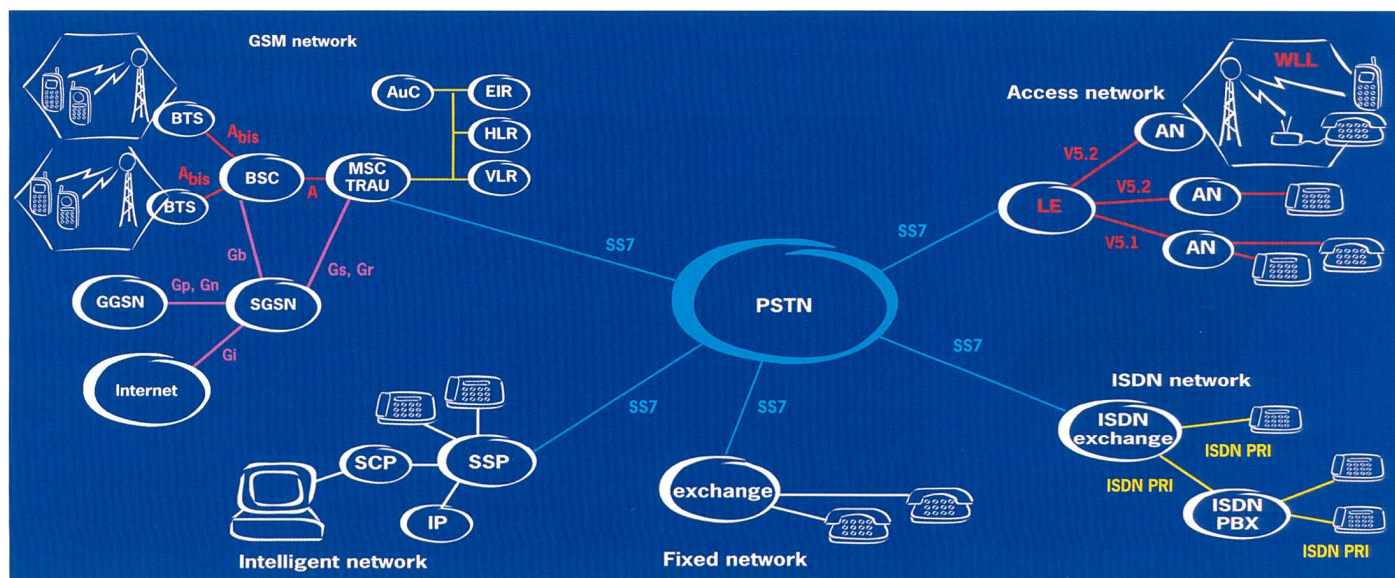 GSM network
BTS
A_bis
A_bis
BTS
BSC
A
MSC
TRAU
AuC
EIR
HLR
VLR
Gb
Gs, Gr
Gp, Gn
GGSN
SGSN
Gi
Internet
SS7
PSTN
SS7
Access network
WLL
AN
V5.2
LE
V5.2
AN
V5.1
AN
SS7
SCP
SSP
IP
Intelligent network
SS7
exchange
Fixed network
SS7
ISDN network
ISDN
exchange
ISDN PRI
ISDN PRI
ISDN
PBX
ISDN PRI